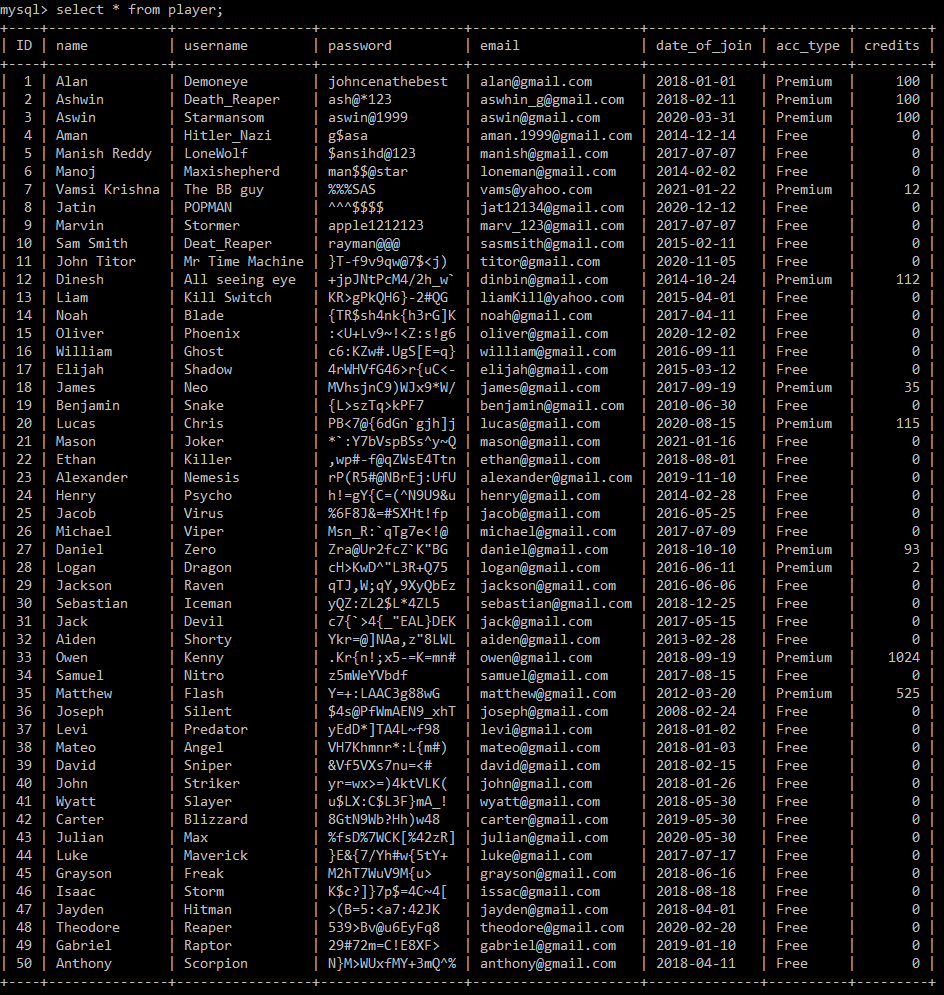 mysql> select * from player;
+----+---------------+-----------------+------------------+----------------------+--------------+----------+---------+
| ID | name          | username        | password         | email               | date_of_join | acc_type | credits |
+----+---------------+-----------------+------------------+----------------------+--------------+----------+---------+
|  1 | Alan          | Demoneye        | johncenathebest  | alan@gmail.com      | 2018-01-01   | Premium  |     100 |
|  2 | Ashwin        | Death_Reaper    | ash@*123         | aswhin_g@gmail.com  | 2018-02-11   | Premium  |     100 |
|  3 | Aswin         | Starmansom      | aswin@1999       | aswin@gmail.com     | 2020-03-31   | Premium  |     100 |
|  4 | Aman          | Hitler_Nazi     | g$asa            | aman.1999@gmail.com | 2014-12-14   | Free     |       0 |
|  5 | Manish Reddy  | LoneWolf        | $ansihd@123      | manish@gmail.com    | 2017-07-07   | Free     |       0 |
|  6 | Manoj         | Maxishepherd    | man$$@star       | loneman@gmail.com   | 2014-02-02   | Free     |       0 |
|  7 | Vamsi Krishna | The BB guy      | %%%SAS           | vams@yahoo.com      | 2021-01-22   | Premium  |      12 |
|  8 | Jatin         | POPMAN          | ^^^$$$$          | jat12134@gmail.com  | 2020-12-12   | Free     |       0 |
|  9 | Marvin        | Stormer         | apple1212123     | marv_123@gmail.com  | 2017-07-07   | Free     |       0 |
| 10 | Sam Smith     | Deat_Reaper     | rayman@@@        | sasmsith@gmail.com  | 2015-02-11   | Free     |       0 |
| 11 | John Titor    | Mr Time Machine | }T-f9v9qw@7$<j)  | titor@gmail.com     | 2020-11-05   | Free     |       0 |
| 12 | Dinesh        | All seeing eye  | +jpJNtPcM4/2h_w` | dinbin@gmail.com    | 2014-10-24   | Premium  |     112 |
| 13 | Liam          | Kill Switch     | KR>gPkQH6}-2#QG  | liamKill@yahoo.com  | 2015-04-01   | Free     |       0 |
| 14 | Noah          | Blade           | {TR$sh4nk{h3rG]K | noah@gmail.com      | 2017-04-11   | Free     |       0 |
| 15 | Oliver        | Phoenix         | :<U+Lv9~!<Z:s!g6 | oliver@gmail.com    | 2020-12-02   | Free     |       0 |
| 16 | William       | Ghost           | c6:KZw#.UgS[E=q} | william@gmail.com   | 2016-09-11   | Free     |       0 |
| 17 | Elijah        | Shadow          | 4rWHVfG46>r{uC<- | elijah@gmail.com    | 2015-03-12   | Free     |       0 |
| 18 | James         | Neo             | MVhsjnC9)WJx9*W/ | james@gmail.com     | 2017-09-19   | Premium  |      35 |
| 19 | Benjamin      | Snake           | {L>szTq>kPF7     | benjamin@gmail.com  | 2010-06-30   | Free     |       0 |
| 20 | Lucas         | Chris           | PB<7@{6dGn`gjh]j | lucas@gmail.com     | 2020-08-15   | Premium  |     115 |
| 21 | Mason         | Joker           | *`:Y7bVspBSs^y~Q | mason@gmail.com     | 2021-01-16   | Free     |       0 |
| 22 | Ethan         | Killer          | ,wp#-f@qZWsE4Ttn | ethan@gmail.com     | 2018-08-01   | Free     |       0 |
| 23 | Alexander     | Nemesis         | rP(R5#@NBrEj:UfU | alexander@gmail.com | 2019-11-10   | Free     |       0 |
| 24 | Henry         | Psycho          | h!=gY{C=(^N9U9&u | henry@gmail.com     | 2014-02-28   | Free     |       0 |
| 25 | Jacob         | Virus           | %6F8J&=#SXHt!fp  | jacob@gmail.com     | 2016-05-25   | Free     |       0 |
| 26 | Michael       | Viper           | Msn_R:`qTg7e<!@  | michael@gmail.com   | 2017-07-09   | Free     |       0 |
| 27 | Daniel        | Zero            | Zra@Ur2fcZ`K"BG  | daniel@gmail.com    | 2018-10-10   | Premium  |      93 |
| 28 | Logan         | Dragon          | cH>KwD^"L3R+Q75  | logan@gmail.com     | 2016-06-11   | Premium  |       2 |
| 29 | Jackson       | Raven           | qTJ,W;qY,9XyQbEz | jackson@gmail.com   | 2016-06-06   | Free     |       0 |
| 30 | Sebastian     | Iceman          | yQZ:ZL2$L*4ZL5   | sebastian@gmail.com | 2018-12-25   | Free     |       0 |
| 31 | Jack          | Devil           | c7{`>4{_"EAL}DEK | jack@gmail.com      | 2017-05-15   | Free     |       0 |
| 32 | Aiden         | Shorty          | Ykr=@]NAa,z"8LWL | aiden@gmail.com     | 2013-02-28   | Free     |       0 |
| 33 | Owen          | Kenny           | .Kr{n!;x5-=K=mn# | owen@gmail.com      | 2018-09-19   | Premium  |    1024 |
| 34 | Samuel        | Nitro           | z5mWeYVbdf       | samuel@gmail.com    | 2017-08-15   | Free     |       0 |
| 35 | Matthew       | Flash           | Y=+:LAAC3g88wG   | matthew@gmail.com   | 2012-03-20   | Premium  |     525 |
| 36 | Joseph        | Silent          | $4s@PfWmAEN9_xhT | joseph@gmail.com    | 2008-02-24   | Free     |       0 |
| 37 | Levi          | Predator        | yEdD*]TA4L~f98   | levi@gmail.com      | 2018-01-02   | Free     |       0 |
| 38 | Mateo         | Angel           | VH7Khmnr*:L{m#)  | mateo@gmail.com     | 2018-01-03   | Free     |       0 |
| 39 | David         | Sniper          | &Vf5VXs7nu=<#    | david@gmail.com     | 2018-02-15   | Free     |       0 |
| 40 | John          | Striker         | yr=wx>=)4ktVLK(  | john@gmail.com      | 2018-01-26   | Free     |       0 |
| 41 | Wyatt         | Slayer          | u$LX:C$L3F}mA_!  | wyatt@gmail.com     | 2018-05-30   | Free     |       0 |
| 42 | Carter        | Blizzard        | 8GtN9Wb?Hh)w48   | carter@gmail.com    | 2019-05-30   | Free     |       0 |
| 43 | Julian        | Max             | %fsD%7WCK[%42zR] | julian@gmail.com    | 2020-05-30   | Free     |       0 |
| 44 | Luke          | Maverick        | }E&{7/Yh#w{5tY+  | luke@gmail.com      | 2017-07-17   | Free     |       0 |
| 45 | Grayson       | Freak           | M2hT7WuV9M{u>    | grayson@gmail.com   | 2018-06-16   | Free     |       0 |
| 46 | Isaac         | Storm           | K$c?]}7p$=4C~4[  | issac@gmail.com     | 2018-08-18   | Free     |       0 |
| 47 | Jayden        | Hitman          | >(B=5:<a7:42JK   | jayden@gmail.com    | 2018-04-01   | Free     |       0 |
| 48 | Theodore      | Reaper          | 539>Bv@u6EyFq8   | theodore@gmail.com  | 2020-02-20   | Free     |       0 |
| 49 | Gabriel       | Raptor          | 29#72m=C!E8XF>   | gabriel@gmail.com   | 2019-01-10   | Free     |       0 |
| 50 | Anthony       | Scorpion        | N}M>WUxfMY+3mQ^% | anthony@gmail.com   | 2018-04-11   | Free     |       0 |
+----+---------------+-----------------+------------------+----------------------+--------------+----------+---------+